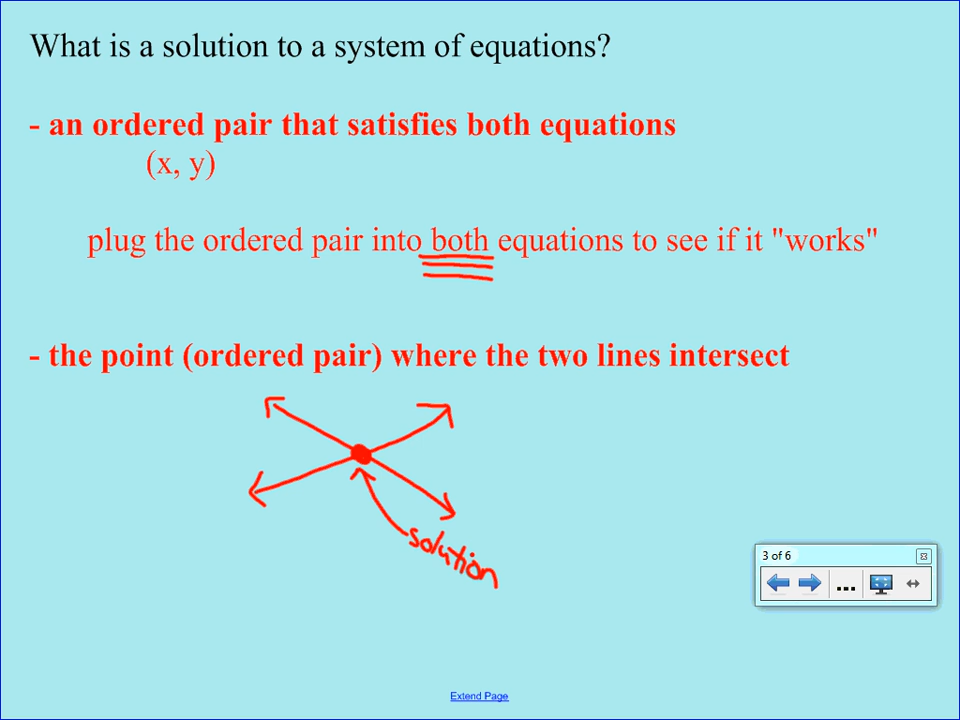 What is a solution to a system of equations?
- an ordered pair that satisfies both equations
(x, y)
plug the ordered pair into both equations to see if it "works"
- the point (ordered pair) where the two lines intersect
solution
3 of 6
...
Extend Page